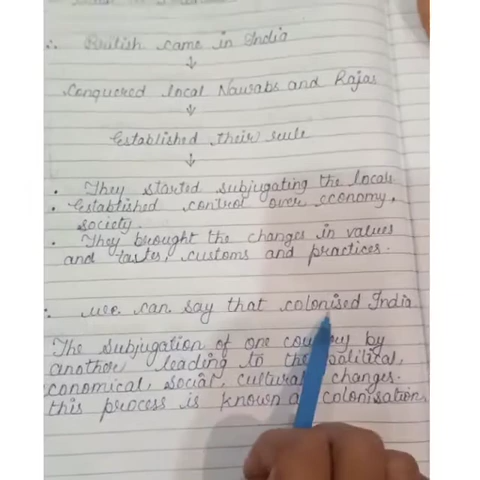 ∴ British came in India
↓
Conquered local Nawabs and Rajas
↓
Established their rule
↓
• They started subjugating the locals
• Established control over economy,
society.
• They brought the changes in values
and tastes, customs and practices.
∴ we can say that colonised India
The subjugation of one country by
another leading to the political,
conomical, social, cultural changes.
this process is known as colonisation.